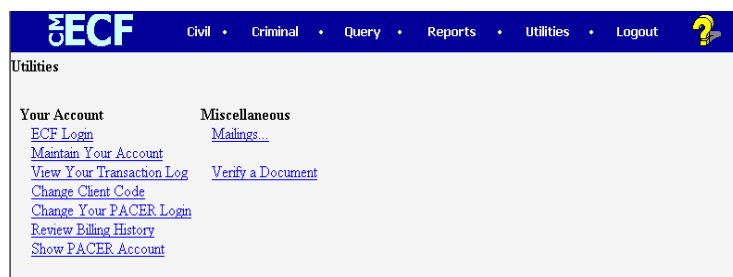 CM ECF Civil • Criminal • Query • Reports • Utilities • Logout ?
Utilities
Your Account Miscellaneous
ECF Login Mailings...
Maintain Your Account
View Your Transaction Log Verify a Document
Change Client Code
Change Your PACER Login
Review Billing History
Show PACER Account